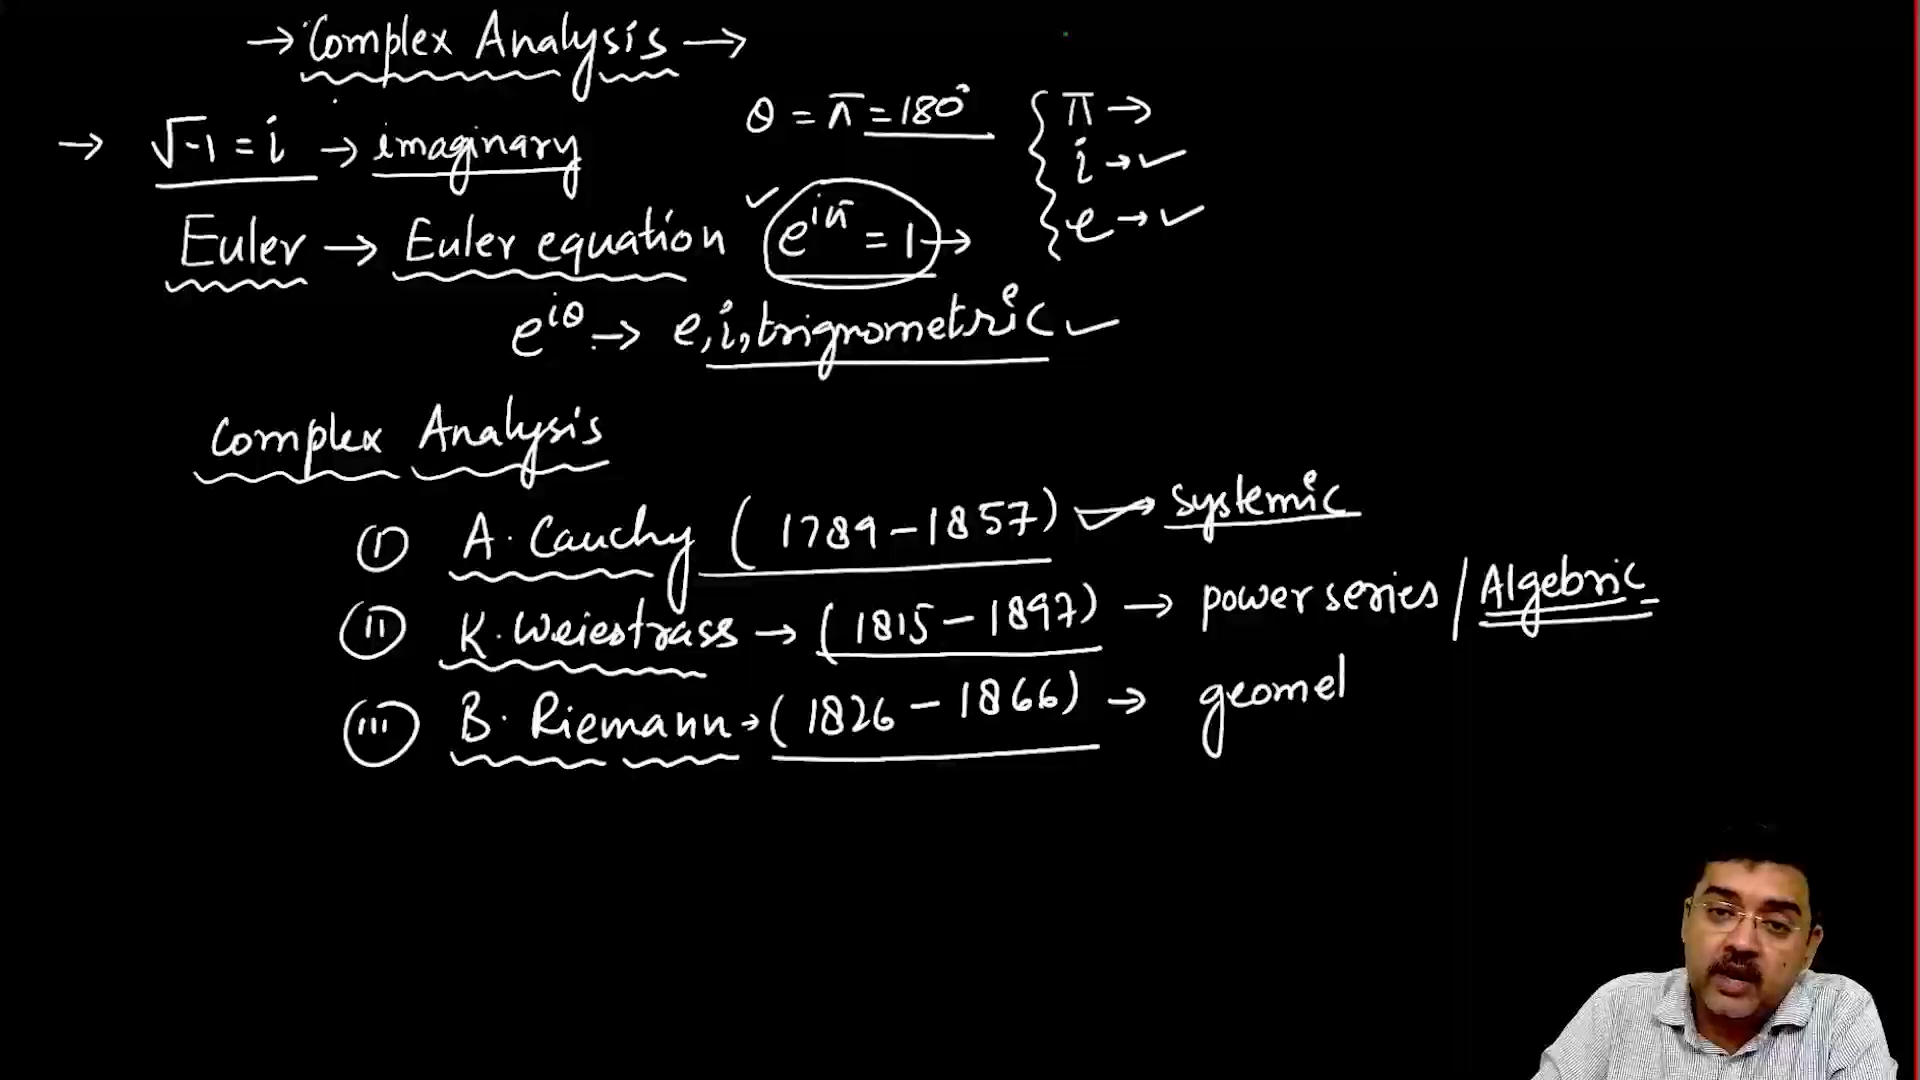 → Complex Analysis →
→ √-1 = i → imaginary
θ = π = 180°
{ π →
i → ✓
e → ✓
Euler → Euler equation ✓ e^{iπ} = 1 →
e^{iθ} → e, i, trignometric ✓
Complex Analysis
(i) A. Cauchy (1789 – 1857) → systemic
(ii) K. Weiestrass → (1815 – 1897) → power series / Algebric
(iii) B. Riemann → (1826 – 1866) → geomet